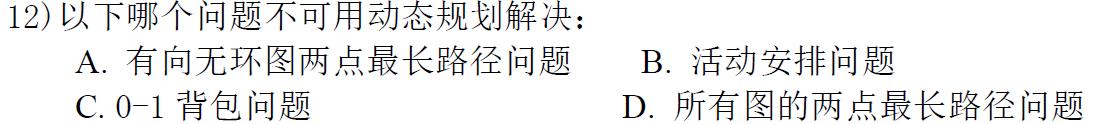 12)以下哪个问题不可用动态规划解决：
A. 有向无环图两点最长路径问题 B. 活动安排问题
C. 0-1 背包问题 D. 所有图的两点最长路径问题